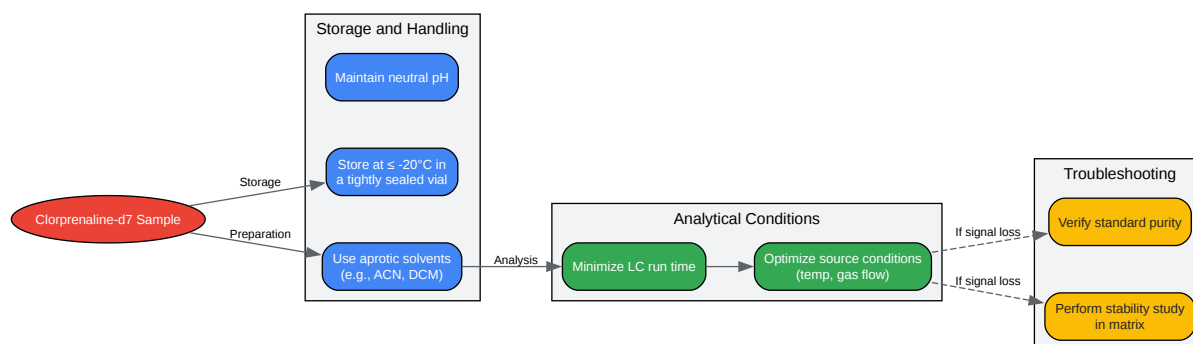 Storage and Handling
Maintain neutral pH
Store at ≤ -20°C in
a tightly sealed vial
Storage
Clorprenaline-d7 Sample
Preparation
Use aprotic solvents
(e.g., ACN, DCM)
Analysis
Analytical Conditions
Minimize LC run time
Optimize source conditions
(temp, gas flow)
If signal loss
If signal loss
Troubleshooting
Verify standard purity
Perform stability study
in matrix